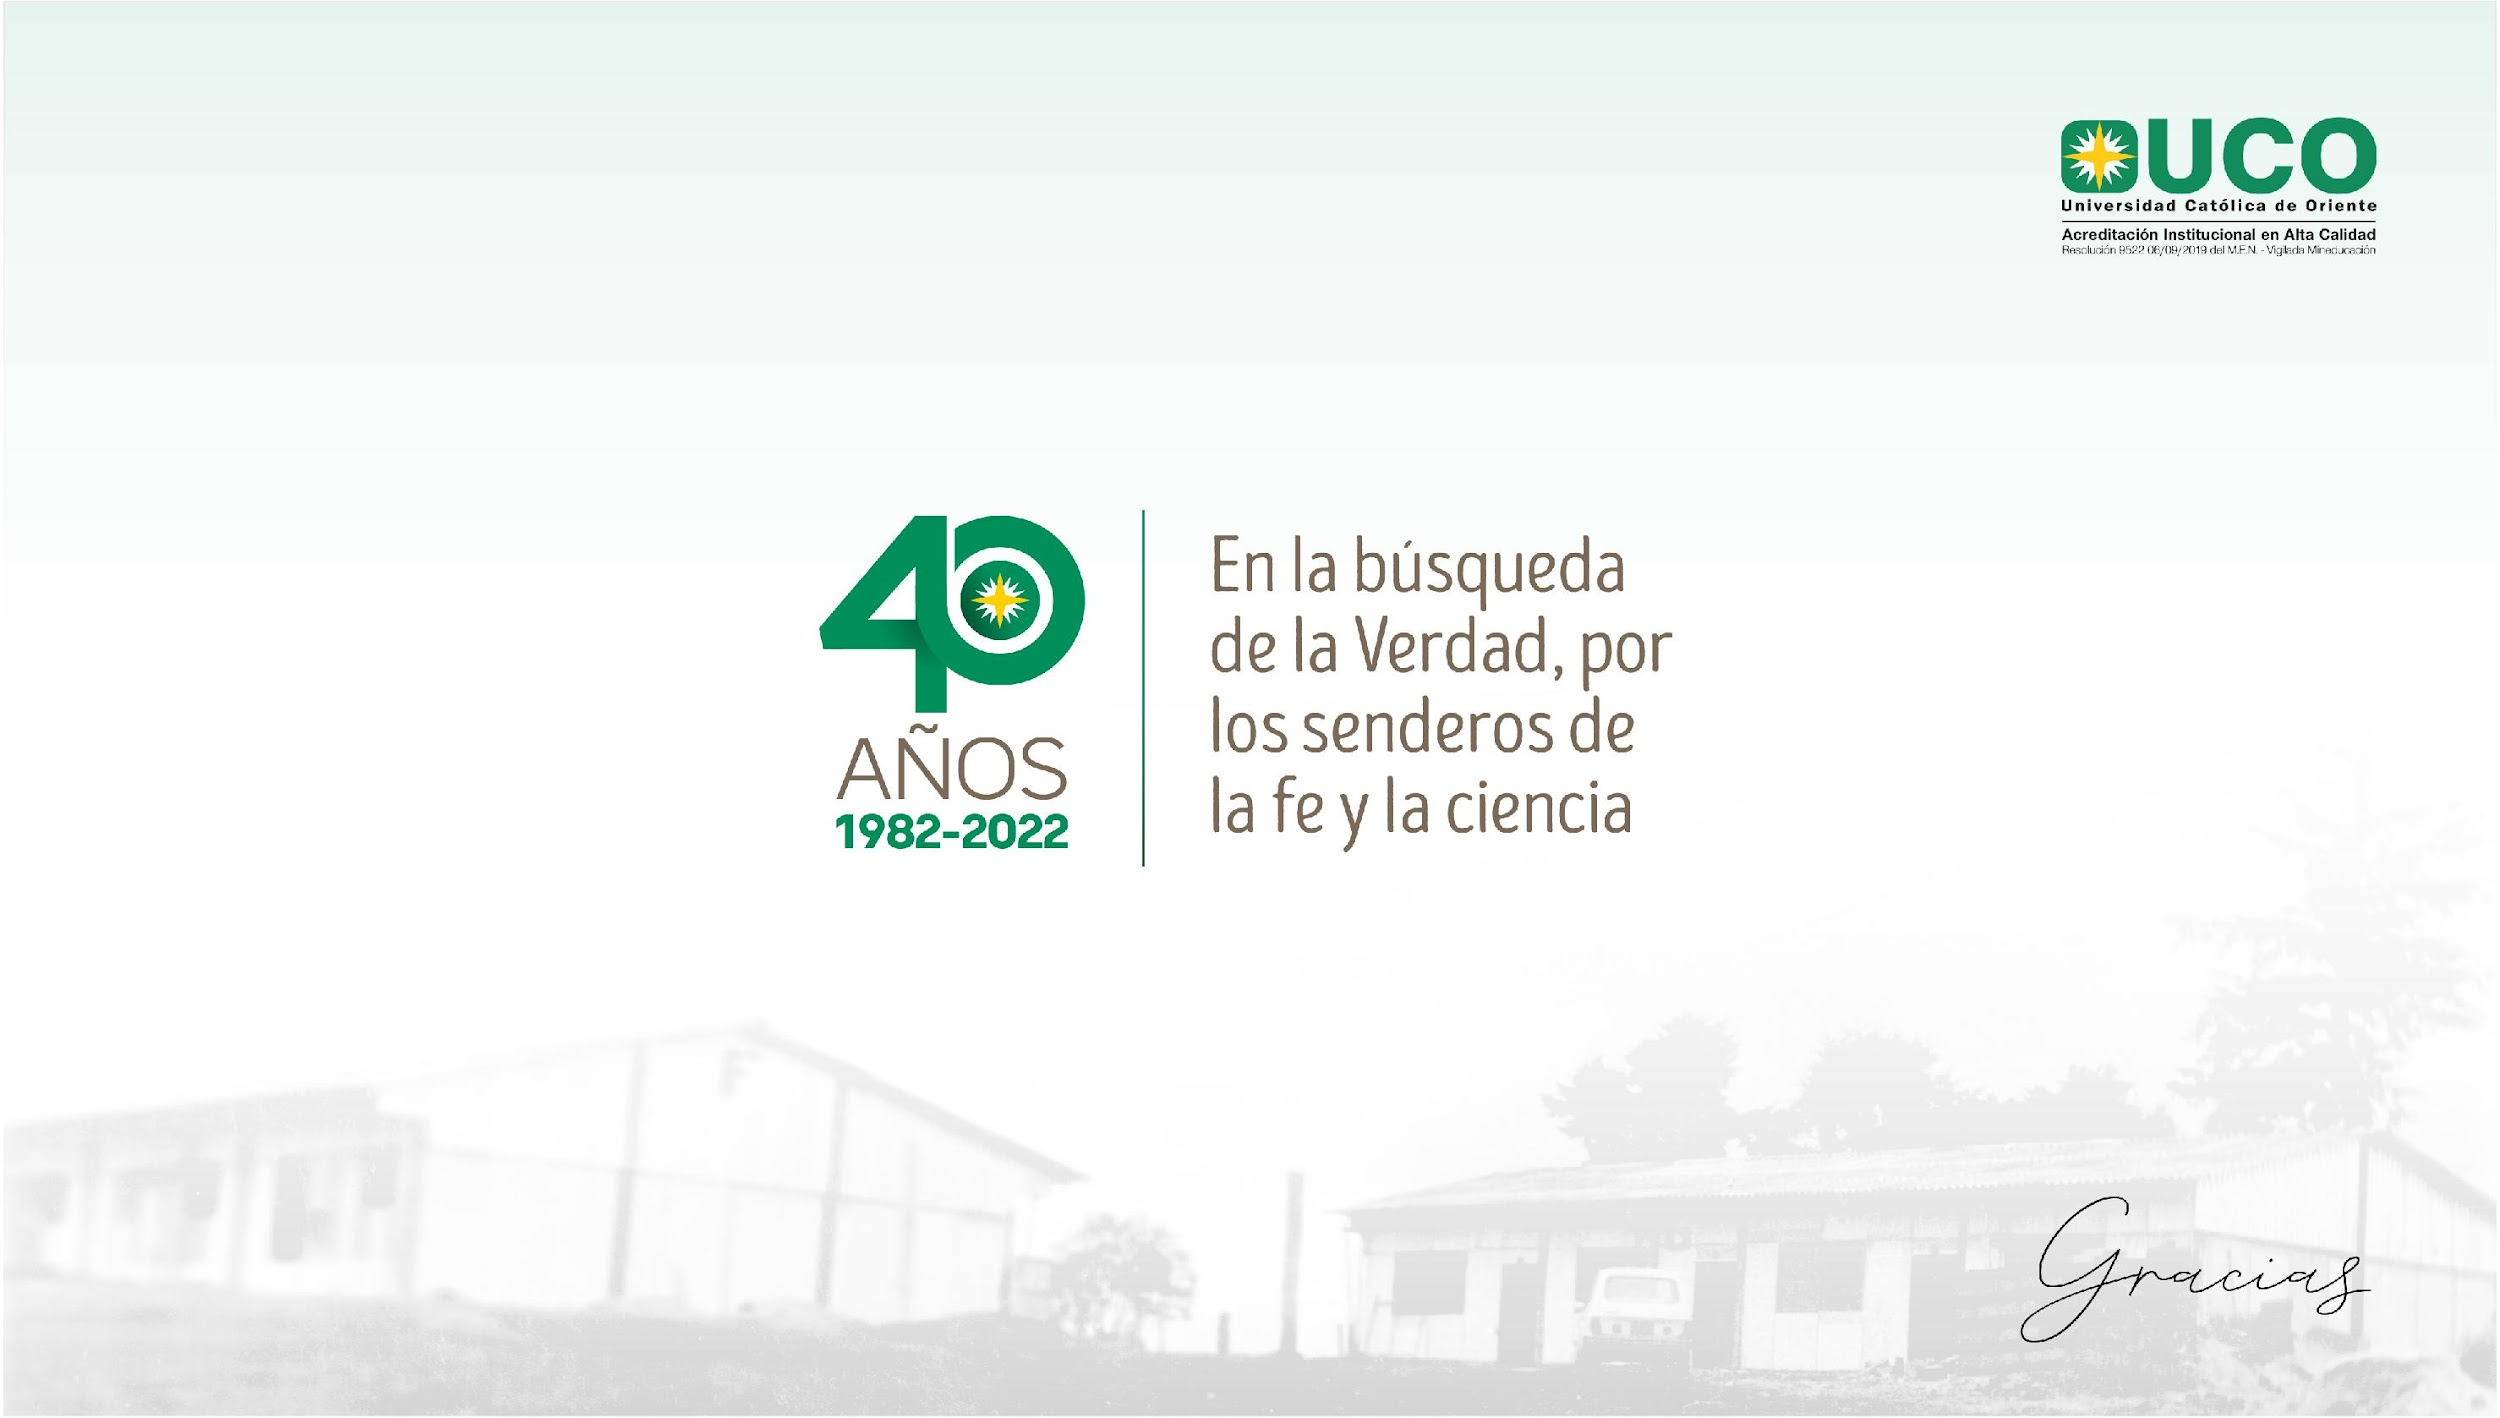 UCO
Universidad Católica de Oriente
Acreditación Institucional en Alta Calidad
Resolución 9522 06/09/2019 del M.E.N. - Vigilada Mineducación
40
AÑOS
1982-2022
En la búsqueda
de la Verdad, por
los senderos de
la fe y la ciencia
F
Gracias